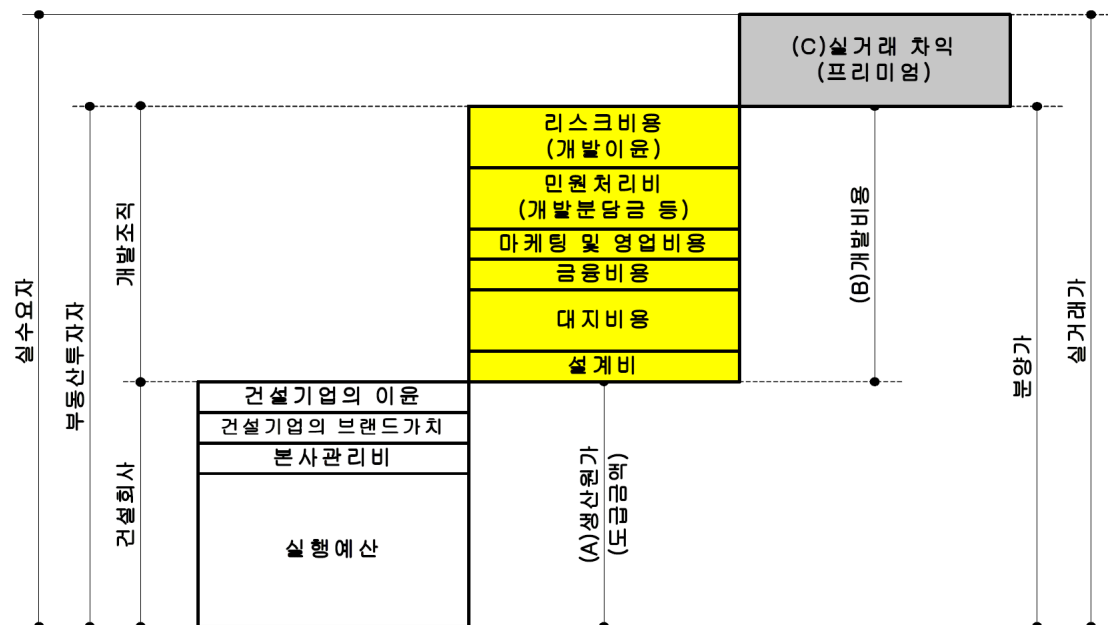 (C)실거래 차익
(프리미엄)
리스크비용
(개발이윤)
민원처리비
(개발분담금 등)
마케팅 및 영업비용
금융비용
대지비용
설계비
건설기업의 이윤
건설기업의 브랜드가치
본사관리비
실행예산
실수요자
부동산투자자
개발조직
건설회사
(A)생산원가
(도급금액)
(B)개발비용
분양가
실거래가